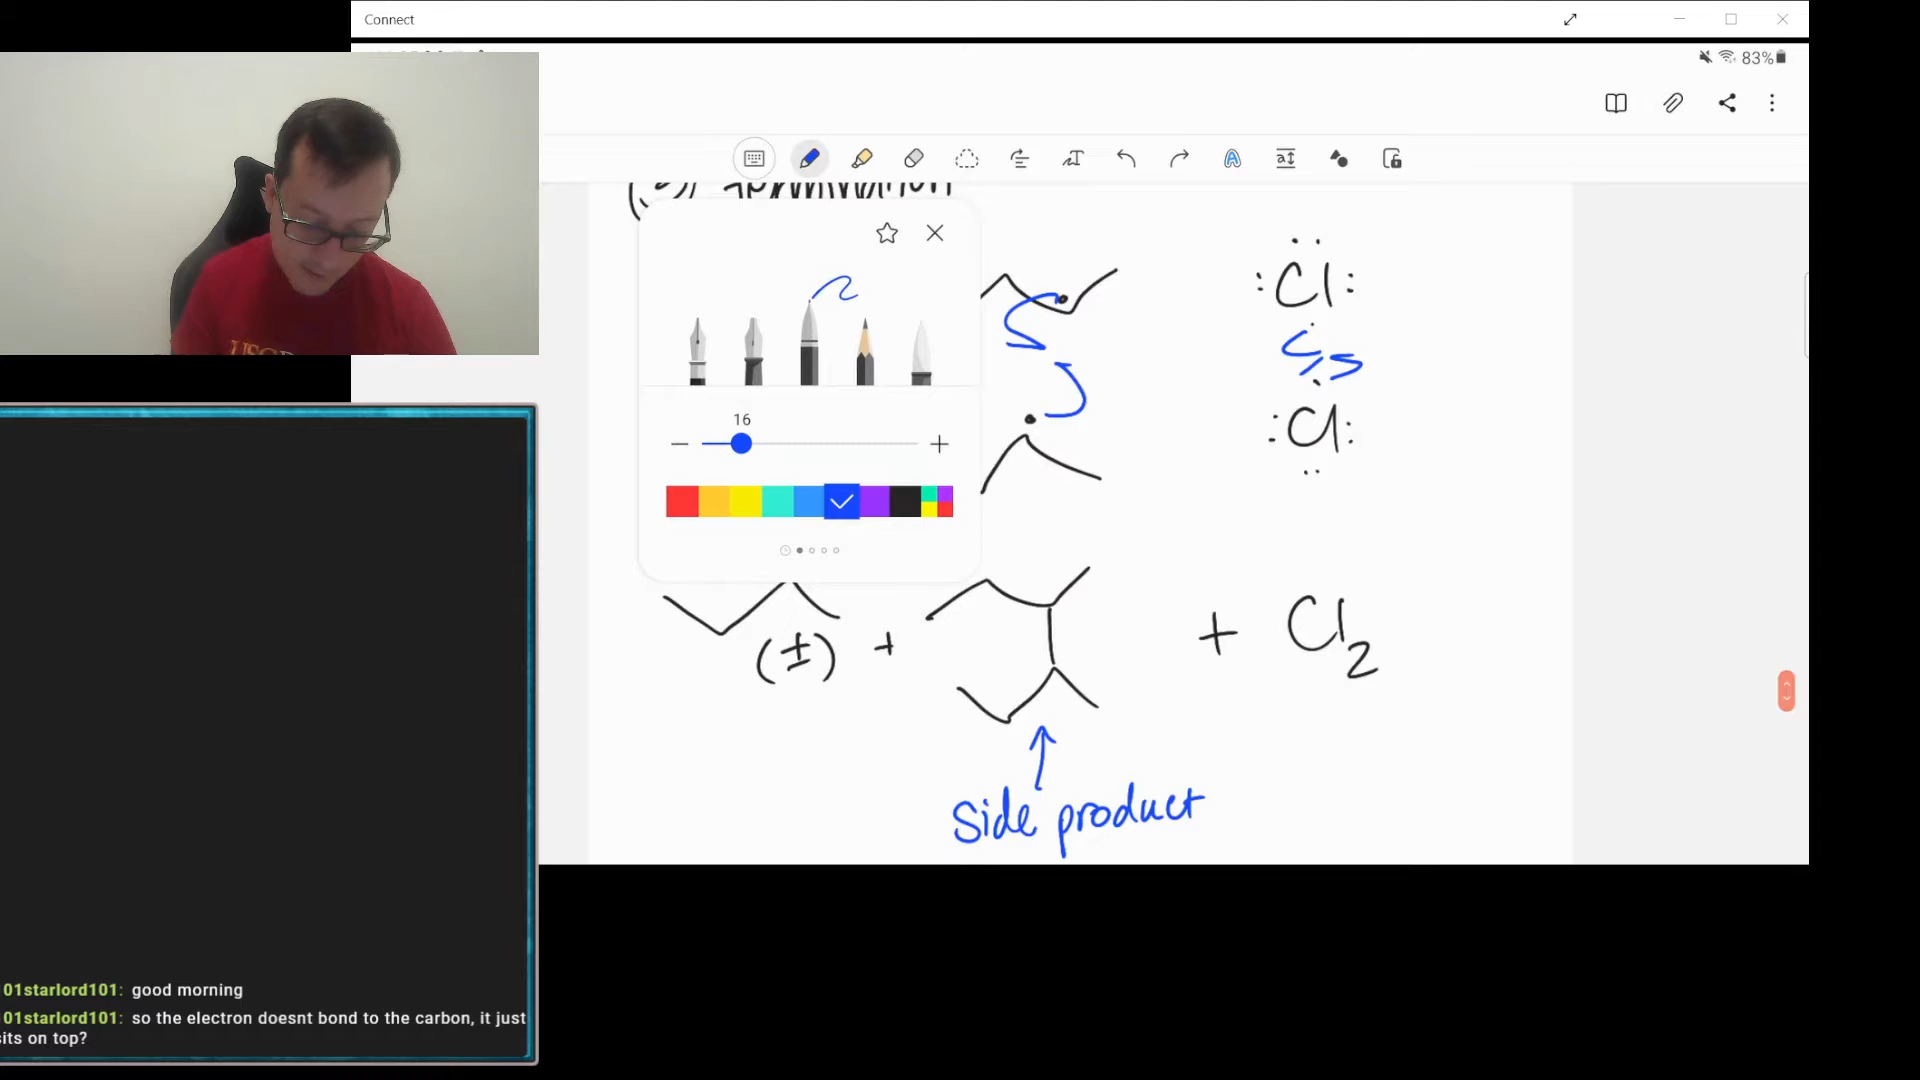 Connect
83%
termination
16
:Cl:
:Cl:
(±) + + Cl2
Side product
01starlord101: good morning
01starlord101: so the electron doesnt bond to the carbon, it just
sits on top?